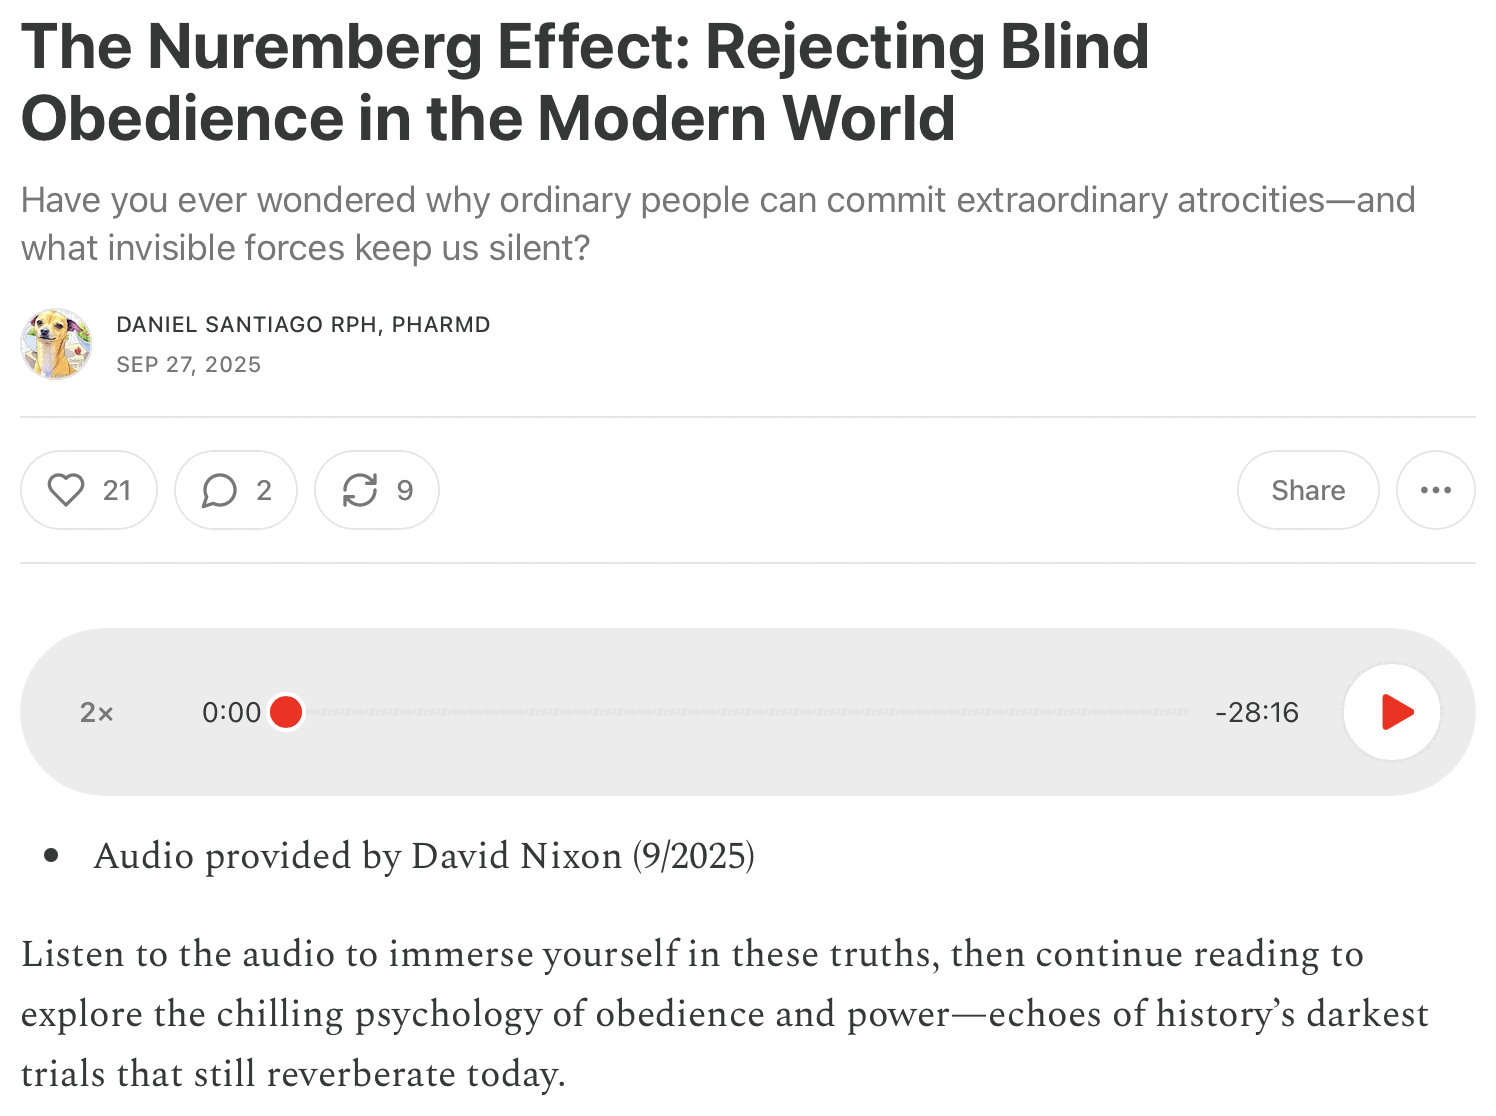 The Nuremberg Effect: Rejecting Blind
Obedience in the Modern World
Have you ever wondered why ordinary people can commit extraordinary atrocities—and
what invisible forces keep us silent?
DANIEL SANTIAGO RPH, PHARMD
SEP 27, 2025
21 2 9 Share
2× 0:00 -28:16
• Audio provided by David Nixon (9/2025)
Listen to the audio to immerse yourself in these truths, then continue reading to
explore the chilling psychology of obedience and power—echoes of history’s darkest
trials that still reverberate today.